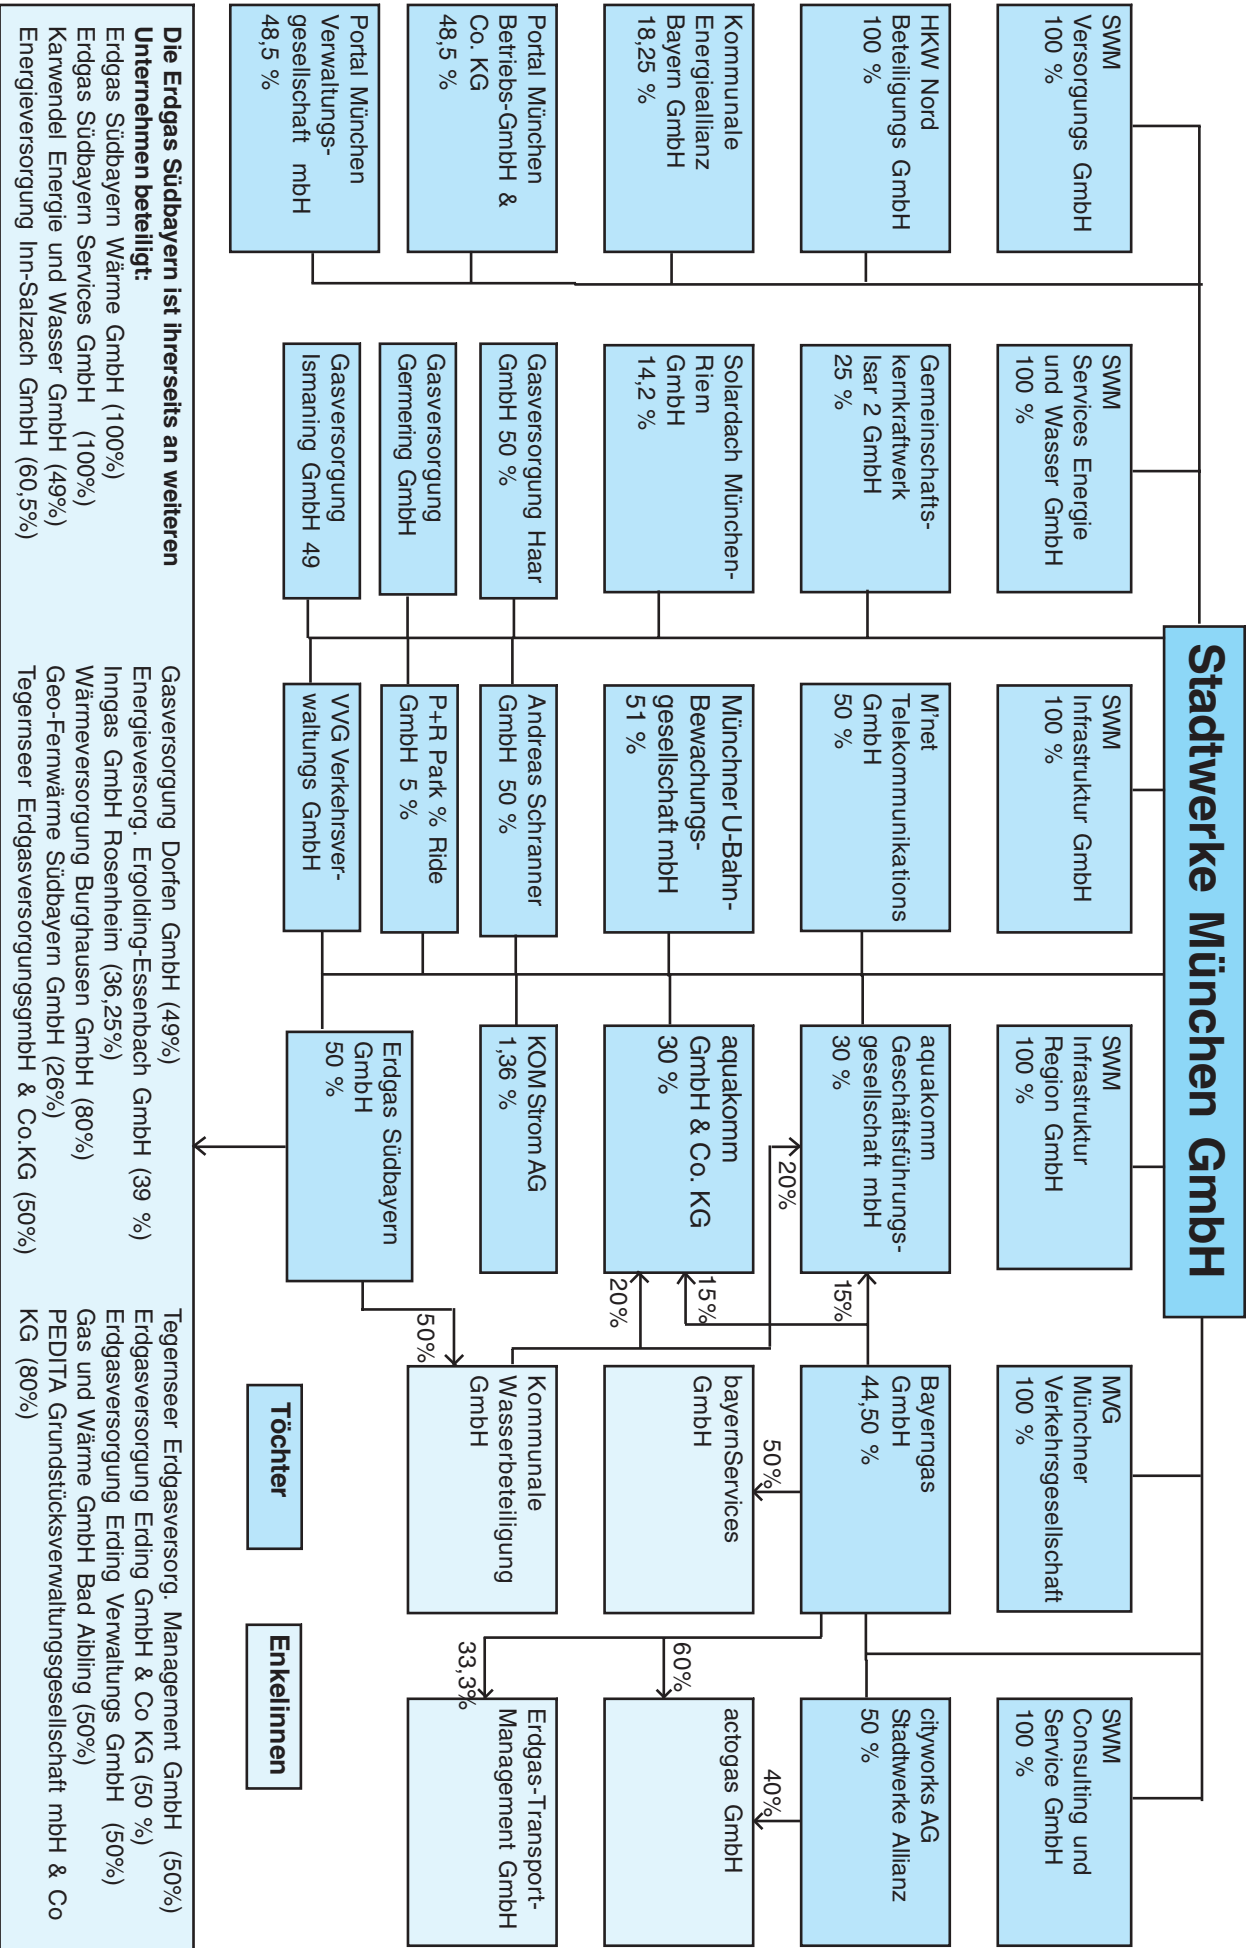 Stadtwerke München GmbH
SWM
Versorgungs GmbH
100 %
SWM
Services Energie
und Wasser GmbH
100 %
SWM
Infrastruktur GmbH
100 %
SWM
Infrastruktur
Region GmbH
100 %
MVG
Münchner
Verkehrsgesellschaft
100 %
SWM
Consulting und
Service GmbH
100 %
HKW Nord
Beteiligungs GmbH
100 %
Gemeinschafts-
kernkraftwerk
Isar 2 GmbH
25 %
M'net
Telekommunikations
GmbH
50 %
aquakomm
Geschäftsführungs-
gesellschaft mbH
30 %
15%
Bayerngas
GmbH
44,50 %
cityworks AG
Stadtwerke Allianz
50 %
20%
50%
40%
Kommunale
Energieallianz
Bayern GmbH
18,25 %
Solardach München-
Riem
GmbH
14,2 %
Münchner U-Bahn-
Bewachungs-
gesellschaft mbH
51 %
aquakomm
GmbH & Co. KG
30 %
15%
20%
bayernServices
GmbH
60%
actogas GmbH
Portal München
Betriebs-GmbH &
Co. KG
48,5 %
Gasversorgung Haar
GmbH 50 %
Andreas Schranner
GmbH 50 %
KOM Strom AG
1,36 %
Kommunale
Wasserbeteiligung
GmbH
50%
33,3%
Erdgas-Transport-
Management GmbH
Portal München
Verwaltungs-
gesellschaft mbH
48,5 %
Gasversorgung
Germering GmbH
P+R Park % Ride
GmbH 5 %
Gasversorgung
Ismaning GmbH 49
VVG Verkehrsver-
waltungs GmbH
Erdgas Südbayern
GmbH
50 %
Töchter
Enkelinnen
Die Erdgas Südbayern ist ihrerseits an weiteren
Unternehmen beteiligt:
Erdgas Südbayern Wärme GmbH (100%)
Erdgas Südbayern Services GmbH (100%)
Karwendel Energie und Wasser GmbH (49%)
Energieversorgung Inn-Salzach GmbH (60,5%)
Gasversorgung Dorfen GmbH (49%)
Energieversorg. Ergolding-Essenbach GmbH (39 %)
Inngas GmbH Rosenheim (36,25%)
Wärmeversorgung Burghausen GmbH (80%)
Geo-Fernwärme Südbayern GmbH (26%)
Tegernseer ErdgasversorgungsgmbH & Co.KG (50%)
Tegernseer Erdgasversorg. Management GmbH (50%)
Erdgasversorgung Erding GmbH & Co KG (50 %)
Erdgasversorgung Erding Verwaltungs GmbH (50%)
Gas und Wärme GmbH Bad Aibling (50%)
PEDITA Grundstücksverwaltungsgesellschaft mbH & Co
KG (80%)